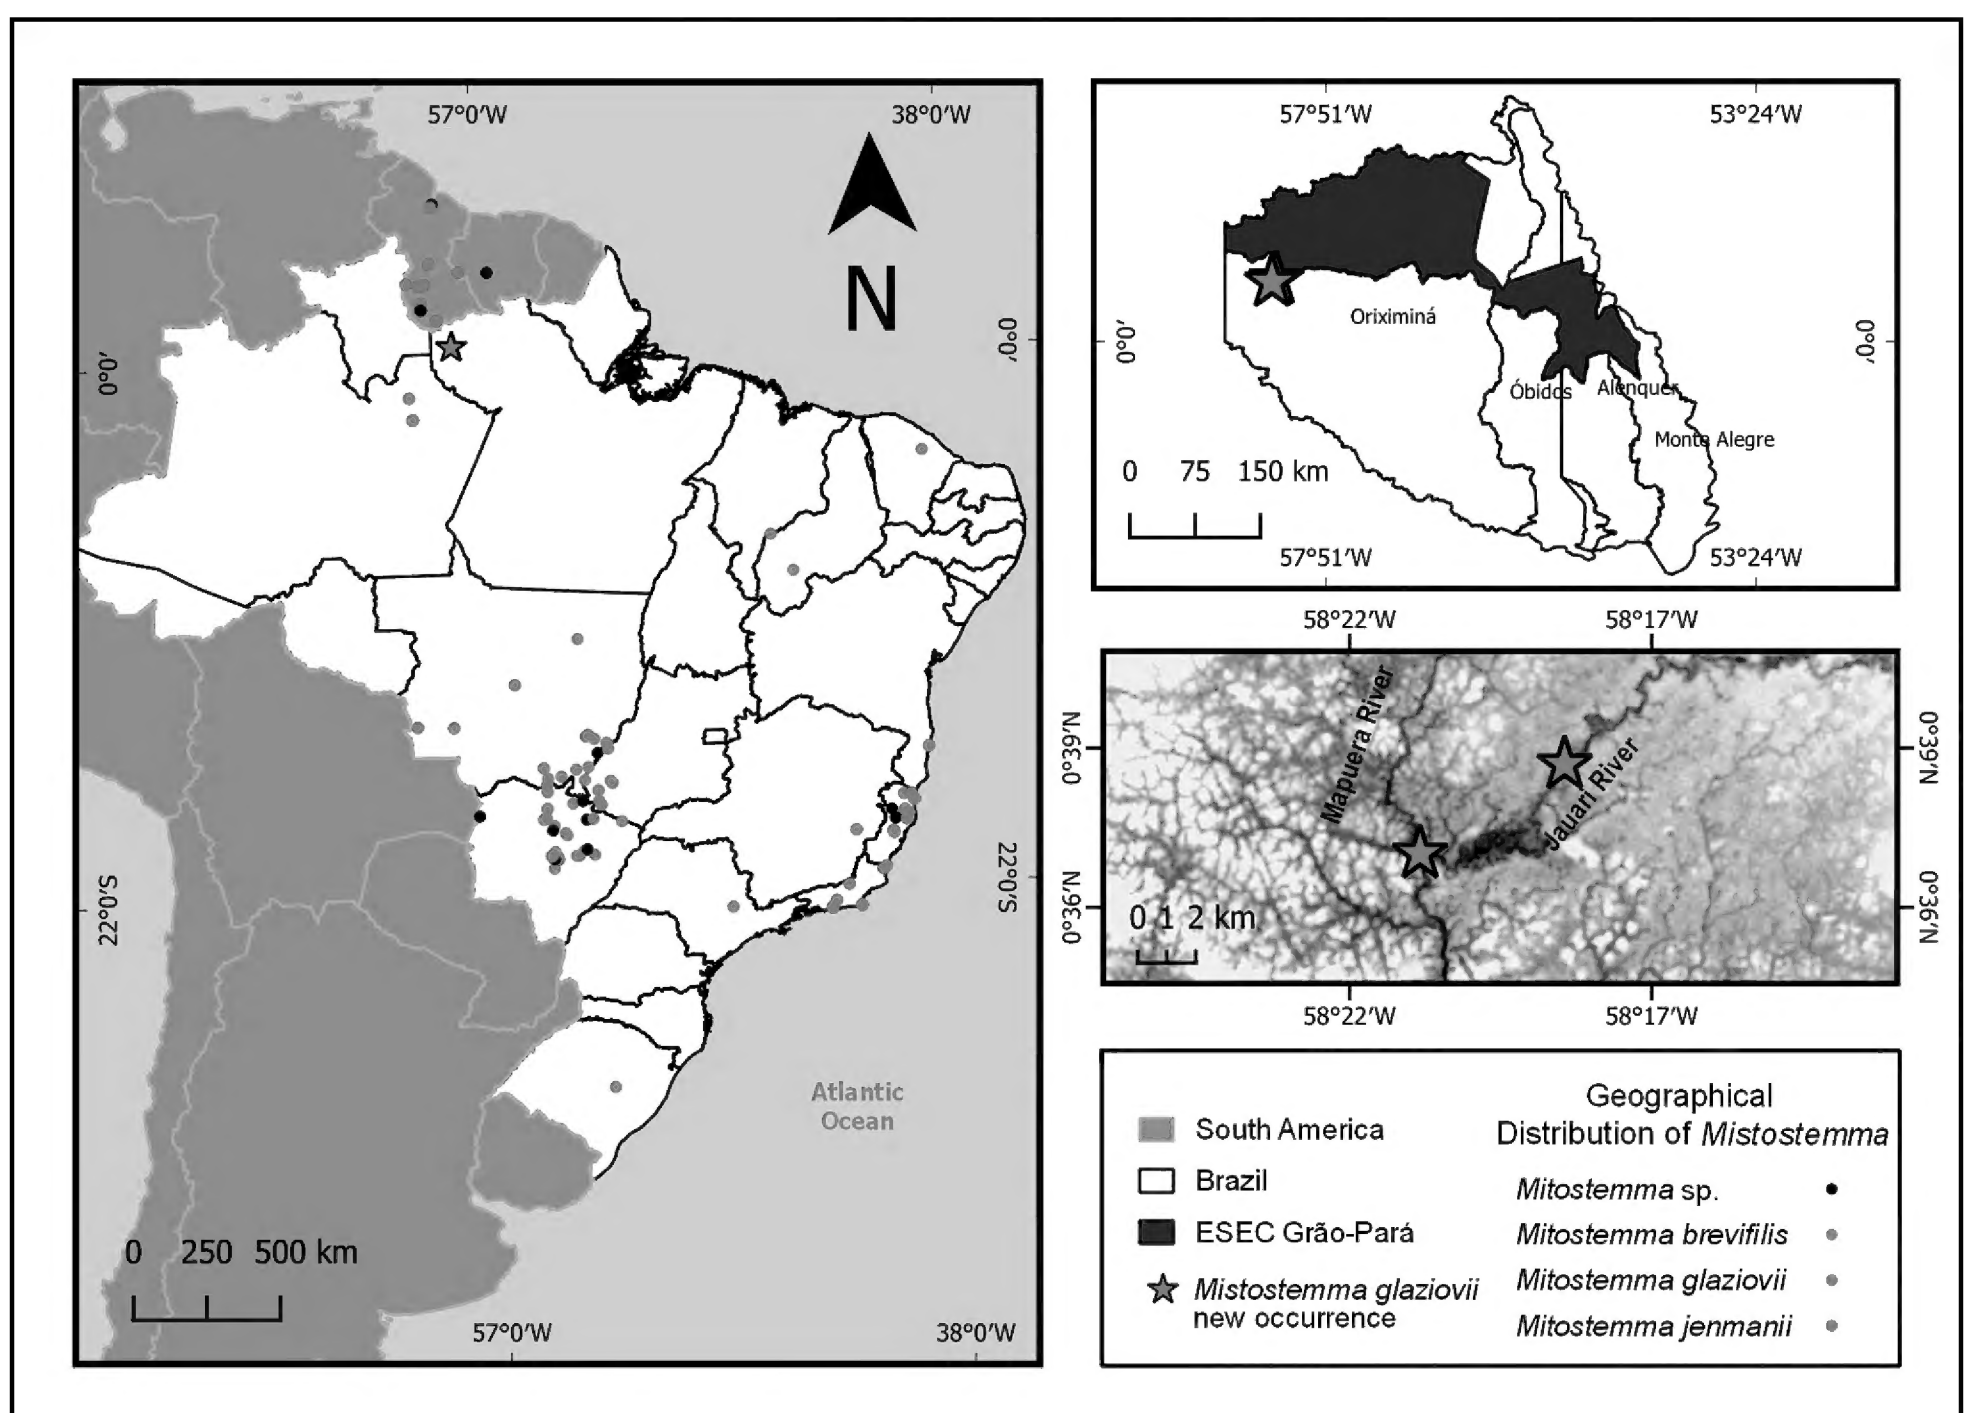 57°0'W 38°0'W
N
0°0'
0°0'
22°0'S
22°0'S
Atlantic
Ocean
0 250 500 km
57°0'W 38°0'W
57°51'W 53°24'W
0°0'
0°0'
Oriximiná
Óbidos Alenquer
Monte Alegre
0 75 150 km
57°51'W 53°24'W
58°22'W 58°17'W
Mapuera River
Jauari River
0°39'N
0°39'N
0°36'N
0°36'N
0 1 2 km
58°22'W 58°17'W
South America
Brazil
ESEC Grão-Pará
Mistostemma glaziovii
new occurrence
Geographical
Distribution of Mistostemma
Mitostemma sp.
Mitostemma brevifilis
Mitostemma glaziovii
Mitostemma jenmanii